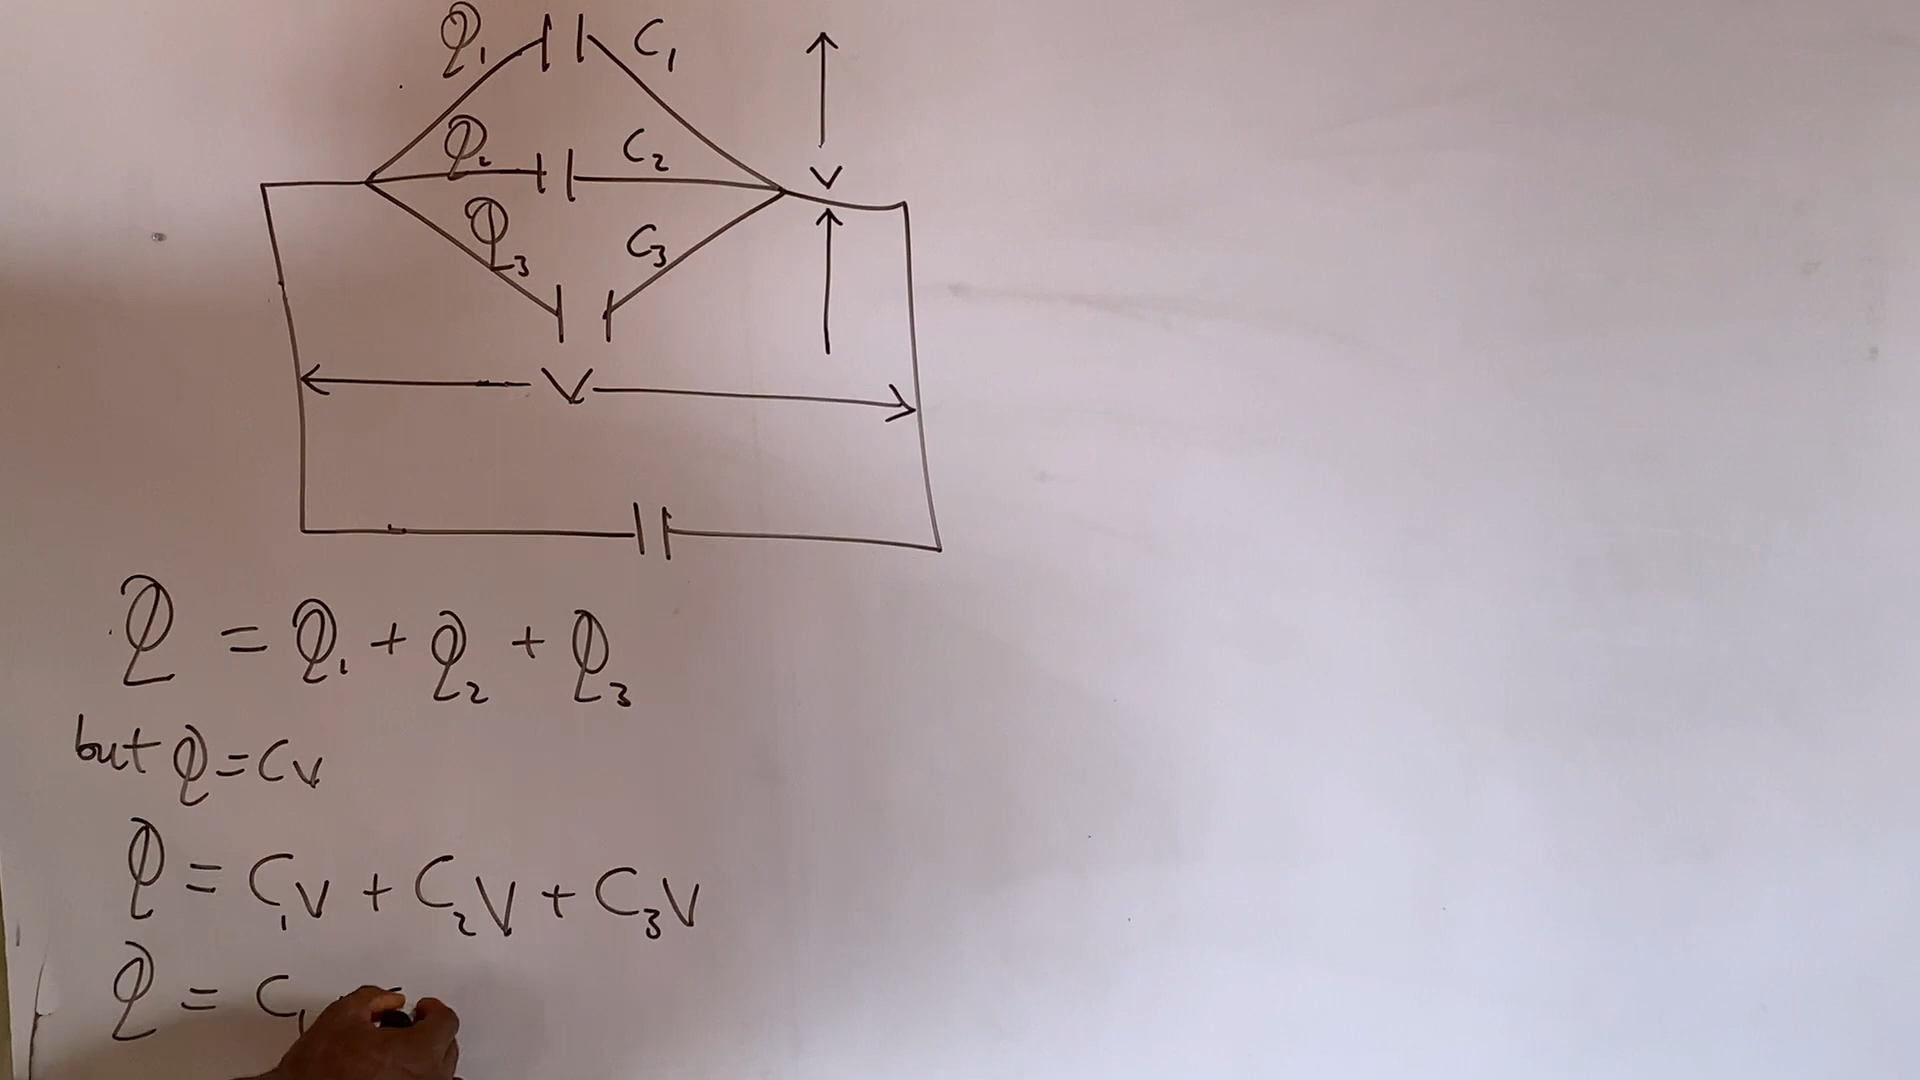 Q₁ C₁
Q₂ C₂
V
Q₃ C₃
V
Q = Q₁ + Q₂ + Q₃
but Q = CV
Q = C₁V + C₂V + C₃V
Q = C₁